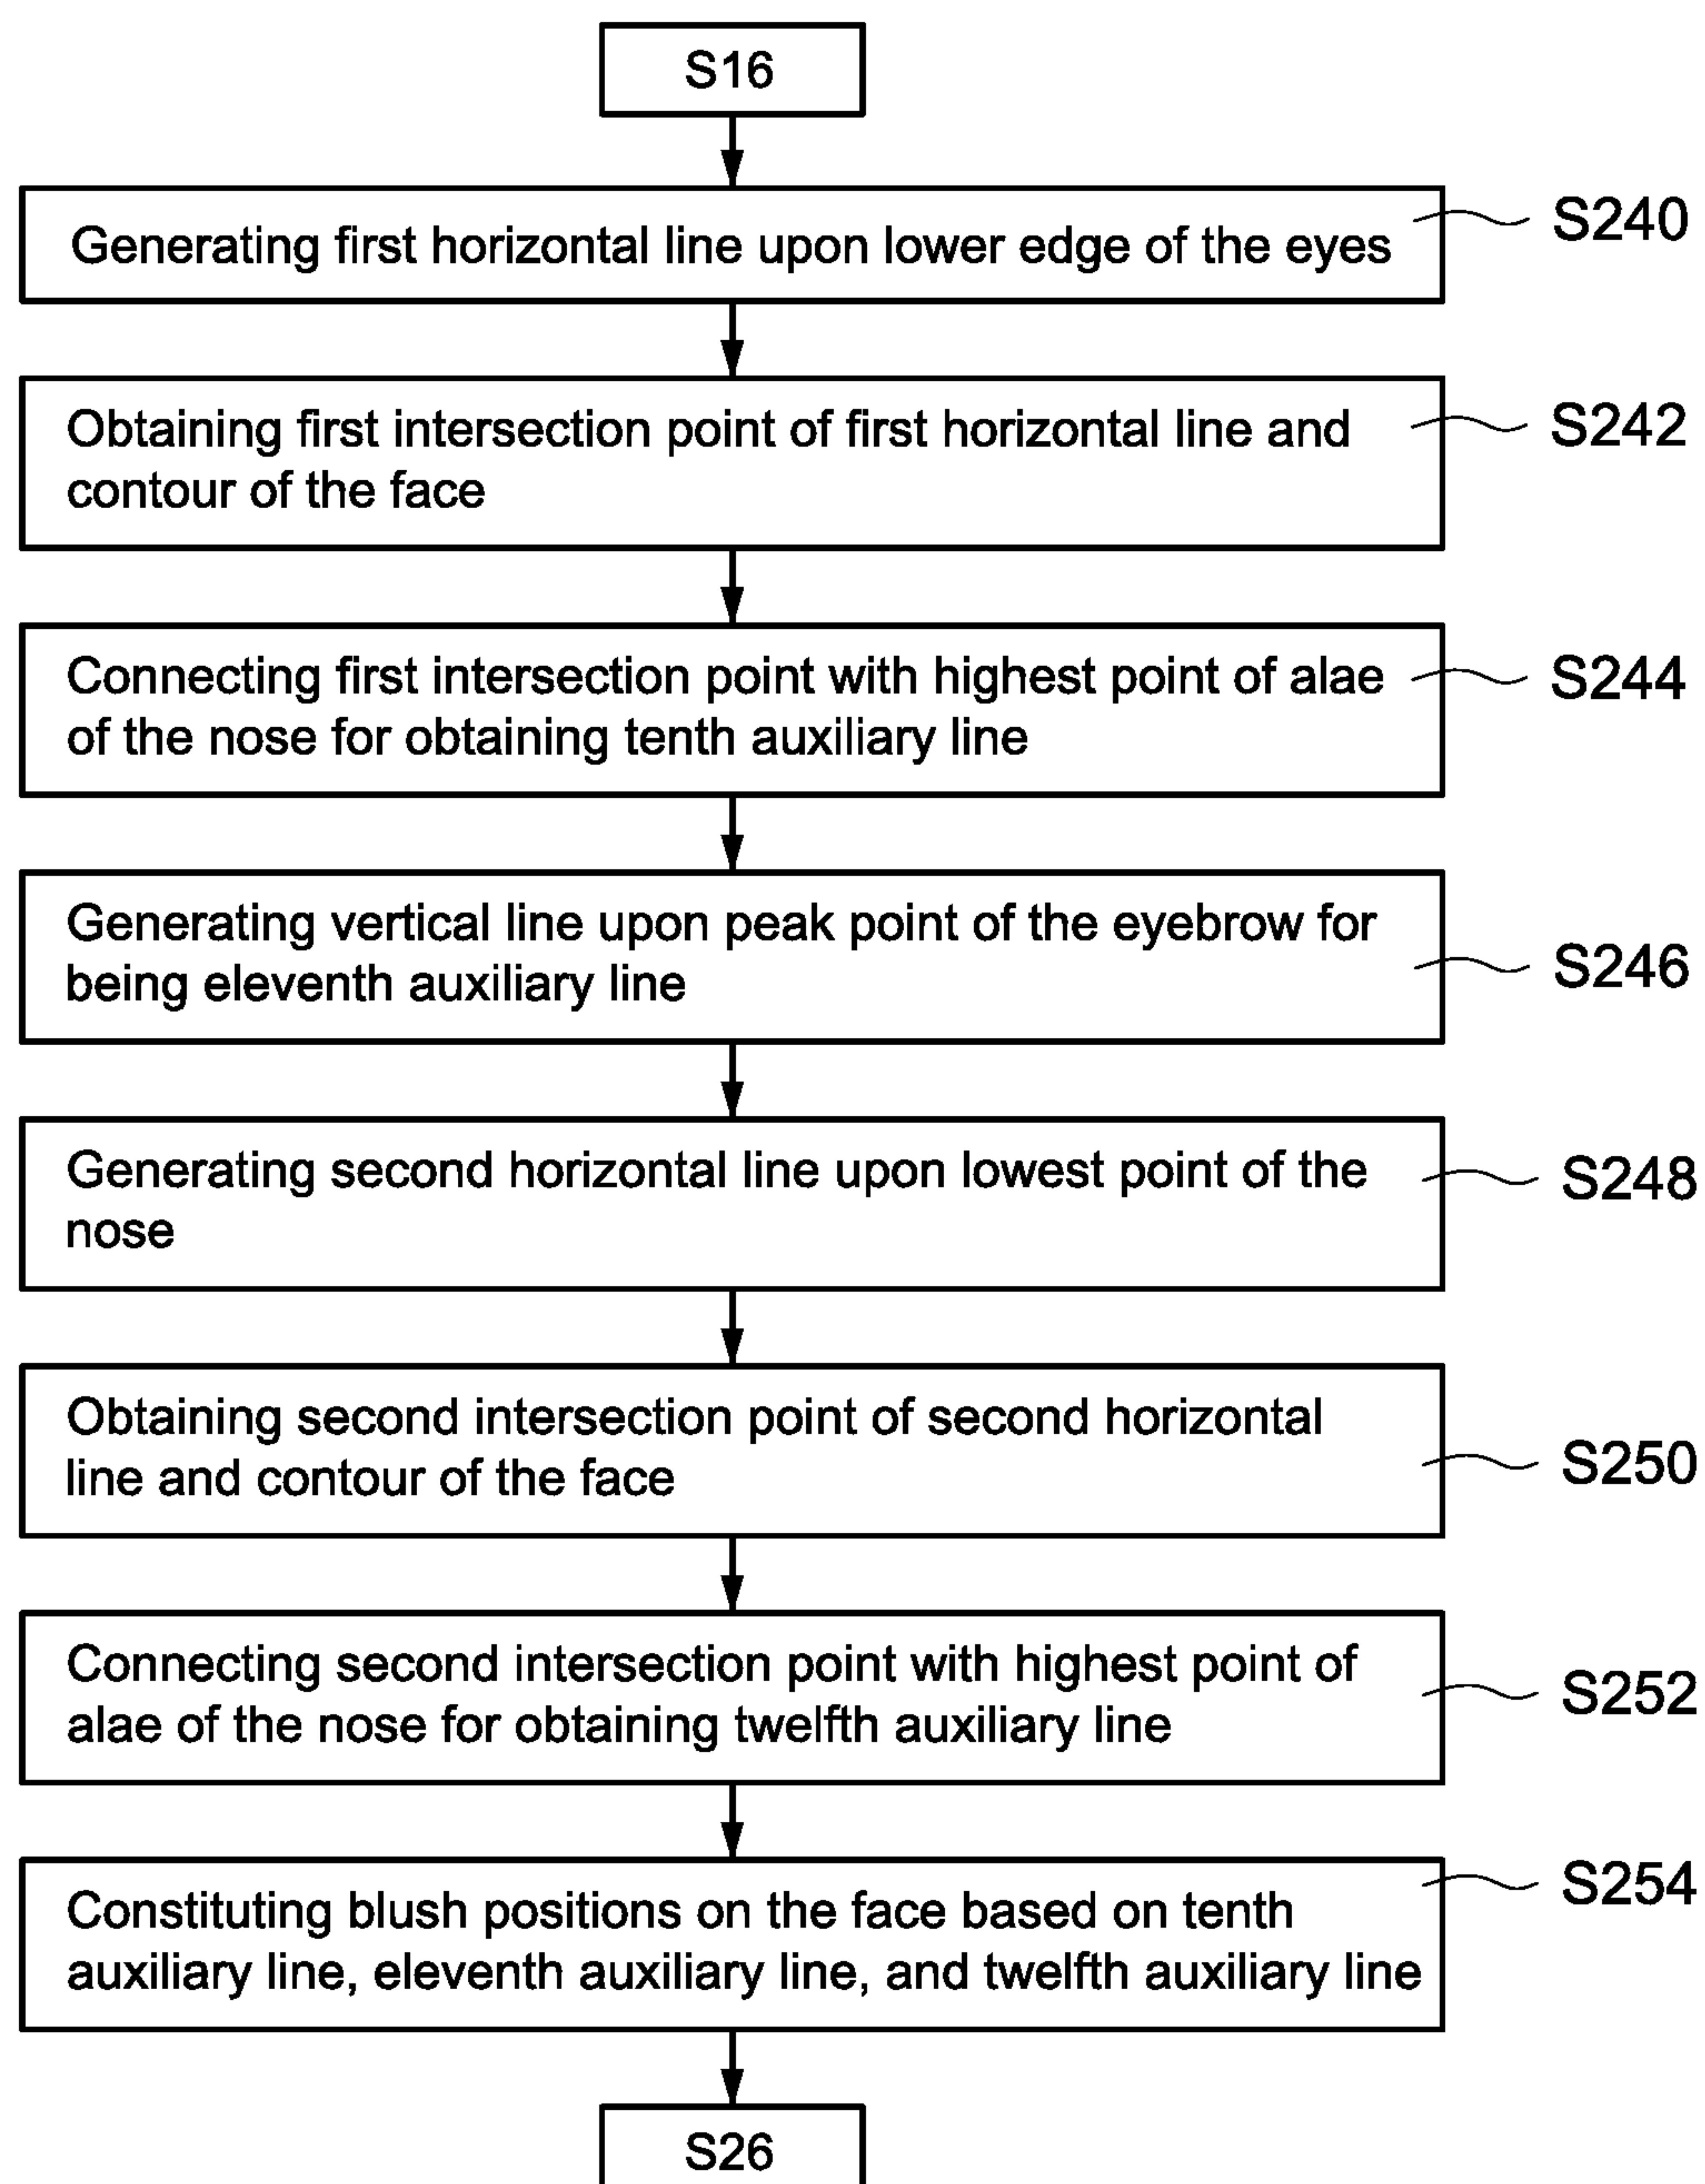 S16
Generating first horizontal line upon lower edge of the eyes
S240
Obtaining first intersection point of first horizontal line and
contour of the face
S242
Connecting first intersection point with highest point of alae
of the nose for obtaining tenth auxiliary line
S244
Generating vertical line upon peak point of the eyebrow for
being eleventh auxiliary line
S246
Generating second horizontal line upon lowest point of the
nose
S248
Obtaining second intersection point of second horizontal
line and contour of the face
S250
Connecting second intersection point with highest point of
alae of the nose for obtaining twelfth auxiliary line
S252
Constituting blush positions on the face based on tenth
auxiliary line, eleventh auxiliary line, and twelfth auxiliary line
S254
S26